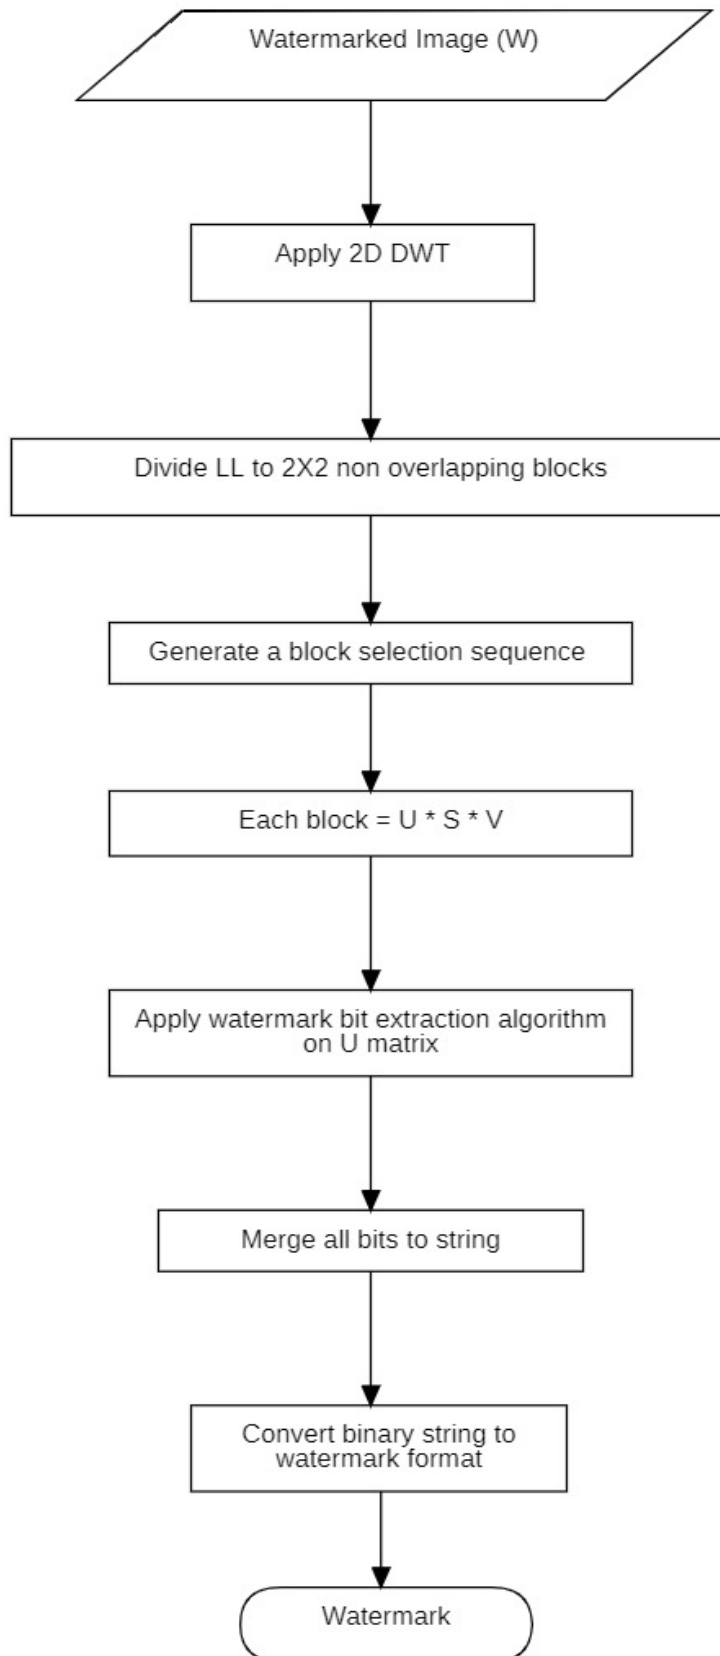 Watermarked Image (W)
Apply 2D DWT
Divide LL to 2X2 non overlapping blocks
Generate a block selection sequence
Each block = U * S * V
Apply watermark bit extraction algorithm
on U matrix
Merge all bits to string
Convert binary string to
watermark format
Watermark